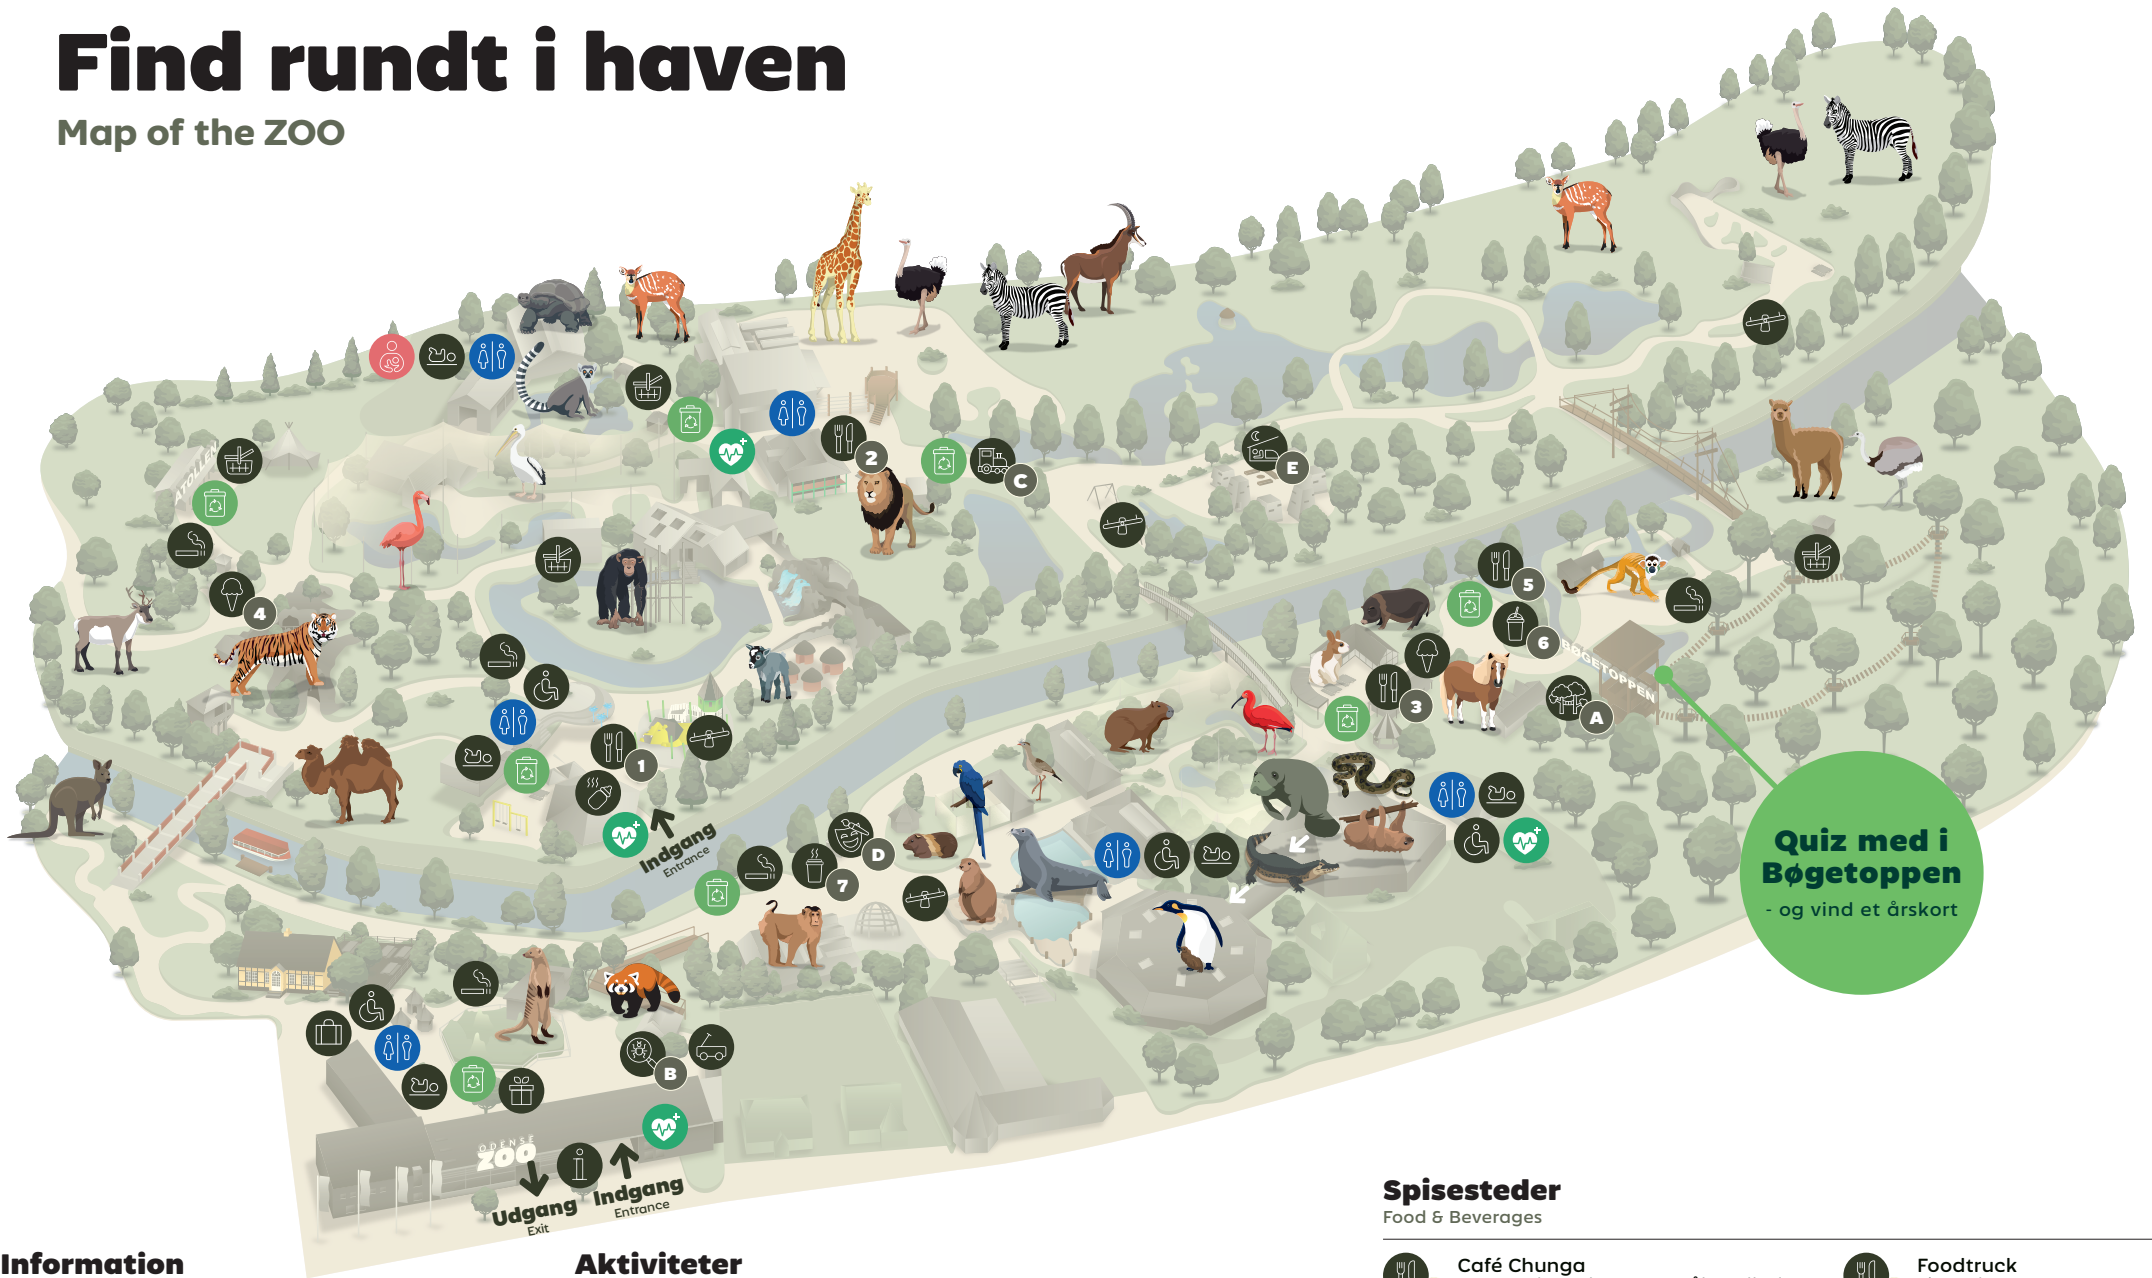 Find rundt i haven
Map of the ZOO
ATOLLEN
2
C
E
4
5
6
BØGETOPPEN
3
A
1
Indgang
Entrance
D
7
Quiz med i
Bøgetoppen
- og vind et årskort
B
ODENSE
ZOO
i
Udgang
Exit
Indgang
Entrance
Spisesteder
Food & Beverages
Information
Aktiviteter
Café Chunga
Foodtruck